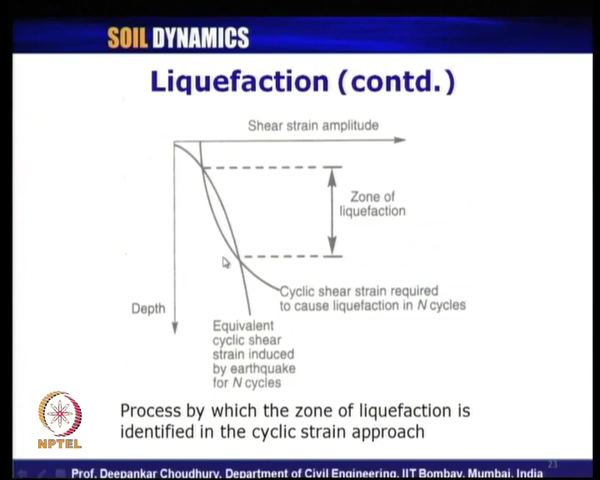 SOIL DYNAMICS
Liquefaction (contd.)
Shear strain amplitude
Zone of
liquefaction
Cyclic shear strain required
to cause liquefaction in N cycles
Depth
Equivalent
cyclic shear
strain induced
by earthquake
for N cycles
Process by which the zone of liquefaction is
identified in the cyclic strain approach
NPTEL
23
Prof. Deepankar Choudhury, Department of Civil Engineering, IIT Bombay, Mumbai, India